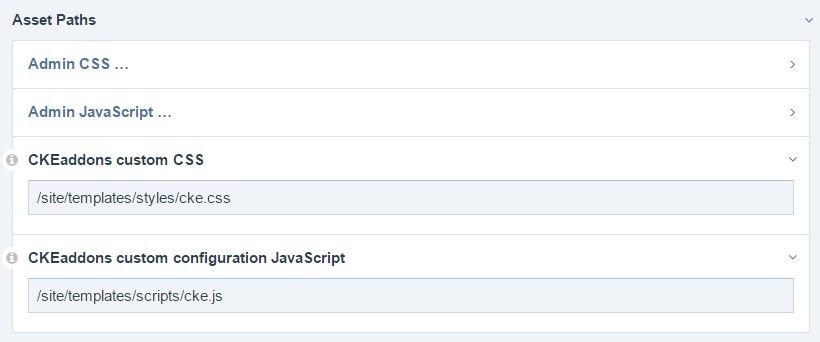 Asset Paths
Admin CSS ...
Admin JavaScript ...
CKEaddons custom CSS
/site/templates/styles/cke.css
CKEaddons custom configuration JavaScript
/site/templates/scripts/cke.js